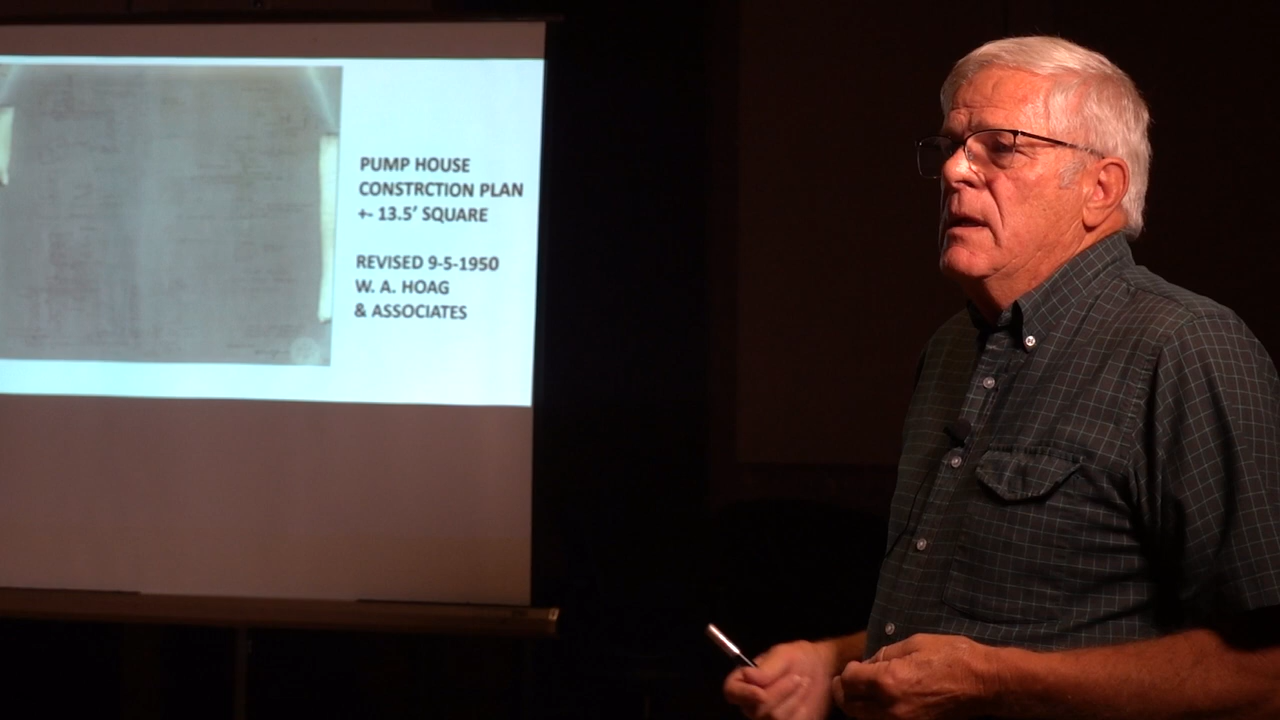 PUMP HOUSE
CONSTRCTION PLAN
+- 13.5' SQUARE
REVISED 9-5-1950
W. A. HOAG
& ASSOCIATES